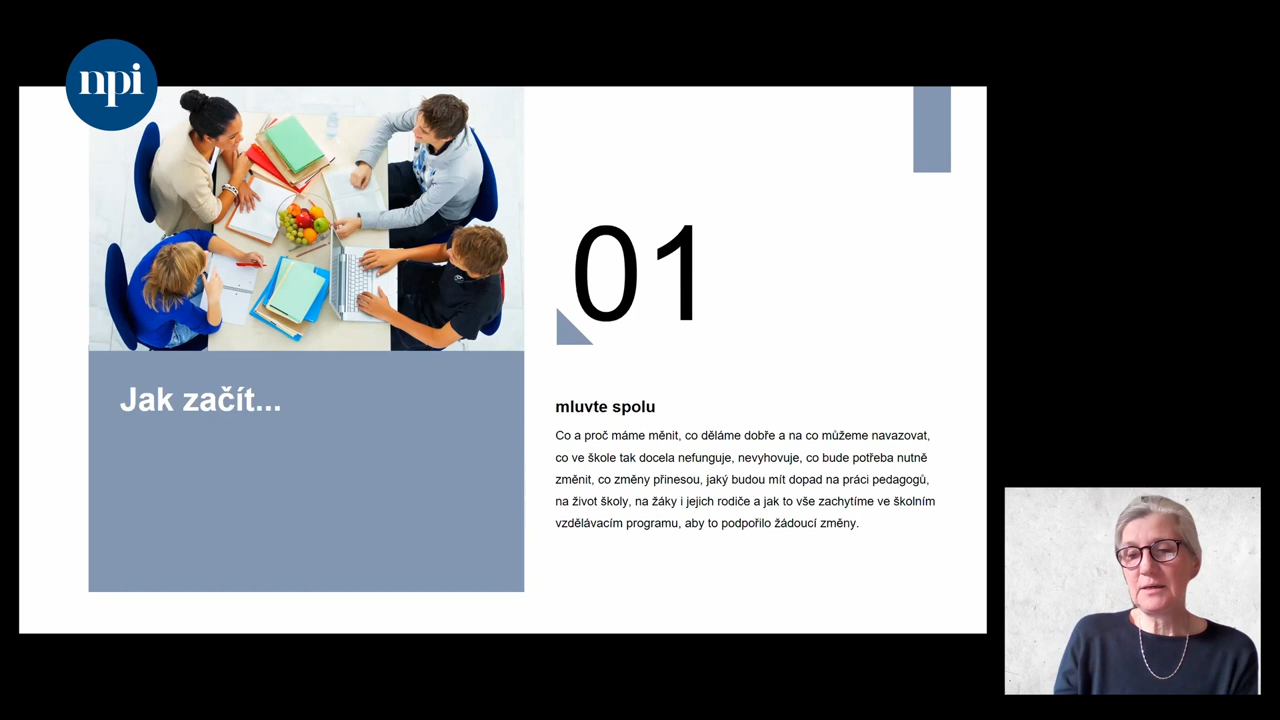 npi
Jak začít...
01
mluvte spolu
Co a proč máme měnit, co děláme dobře a na co můžeme navazovat,
co ve škole tak docela nefunguje, nevyhovuje, co bude potřeba nutně
změnit, co změny přinesou, jaký budou mít dopad na práci pedagogů,
na život školy, na žáky i jejich rodiče a jak to vše zachytíme ve školním
vzdělávacím programu, aby to podpořilo žádoucí změny.